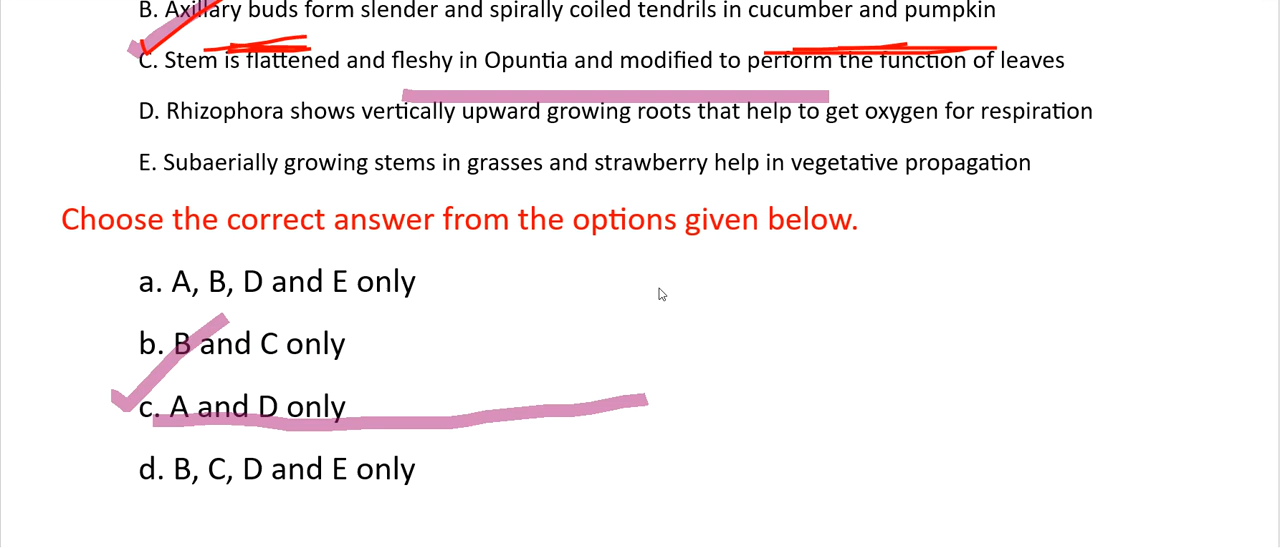 B. Axillary buds form slender and spirally coiled tendrils in cucumber and pumpkin
C. Stem is flattened and fleshy in Opuntia and modified to perform the function of leaves
D. Rhizophora shows vertically upward growing roots that help to get oxygen for respiration
E. Subaerially growing stems in grasses and strawberry help in vegetative propagation
Choose the correct answer from the options given below.
a. A, B, D and E only
b. B and C only
c. A and D only
d. B, C, D and E only